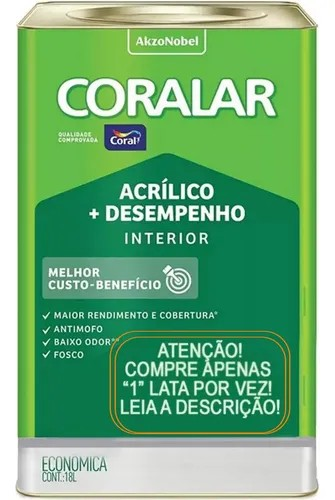 AkzoNobel
CORALAR
QUALIDADE
COMPROVADA
Coral
ACRÍLICO
+ DESEMPENHO
INTERIOR
MELHOR
CUSTO-BENEFÍCIO
✓ MAIOR RENDIMENTO E COBERTURA*
✓ ANTIMOFO
✓ BAIXO ODOR**
✓ FOSCO
ATENÇÃO!
COMPRE APENAS
“1” LATA POR VEZ!
LEIA A DESCRIÇÃO!
ECONÔMICA
CONT.:18L